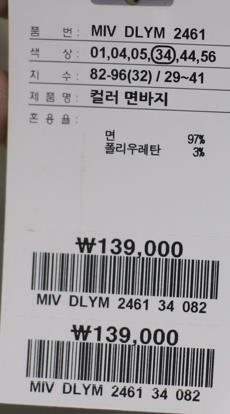 품 번: MIV DLYM 2461
색 상: 01,04,05,34,44,56
치 수: 82-96(32) / 29~41
제 품 명: 컬러 면바지
혼 용 율:
면 97%
폴리우레탄 3%
₩139,000
MIV DLYM 2461 34 082
₩139,000
MIV DLYM 2461 34 082